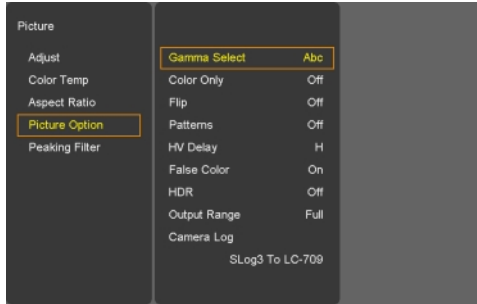 Picture
Adjust
Color Temp
Aspect Ratio
Picture Option
Peaking Filter
Gamma Select Abc
Color Only Off
Flip Off
Patterns Off
HV Delay H
False Color On
HDR Off
Output Range Full
Camera Log
SLog3 To LC-709